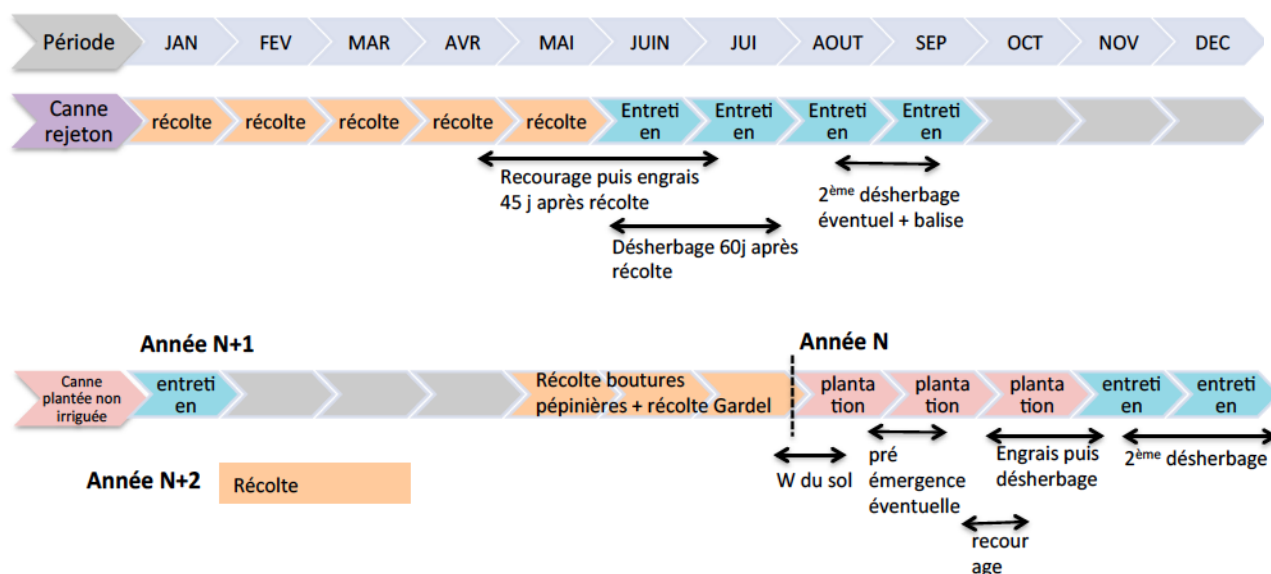 Période JAN FEV MAR AVR MAI JUIN JUI AOUT SEP OCT NOV DEC
Canne
rejeton
récolte récolte récolte récolte récolte
Entreti
en
Entreti
en
Entreti
en
Entreti
en
Recourage puis engrais
45 j après récolte
2ème désherbage
éventuel + balise
Désherbage 60j après
récolte
Année N+1
Année N
Canne
plantée non
irriguée
entreti
en
Récolte boutures
pépinières + récolte Gardel
planta
tion
planta
tion
planta
tion
entreti
en
entreti
en
W du sol
pré
émergence
éventuelle
Engrais puis
désherbage
2ème désherbage
Année N+2
Récolte
recour
age